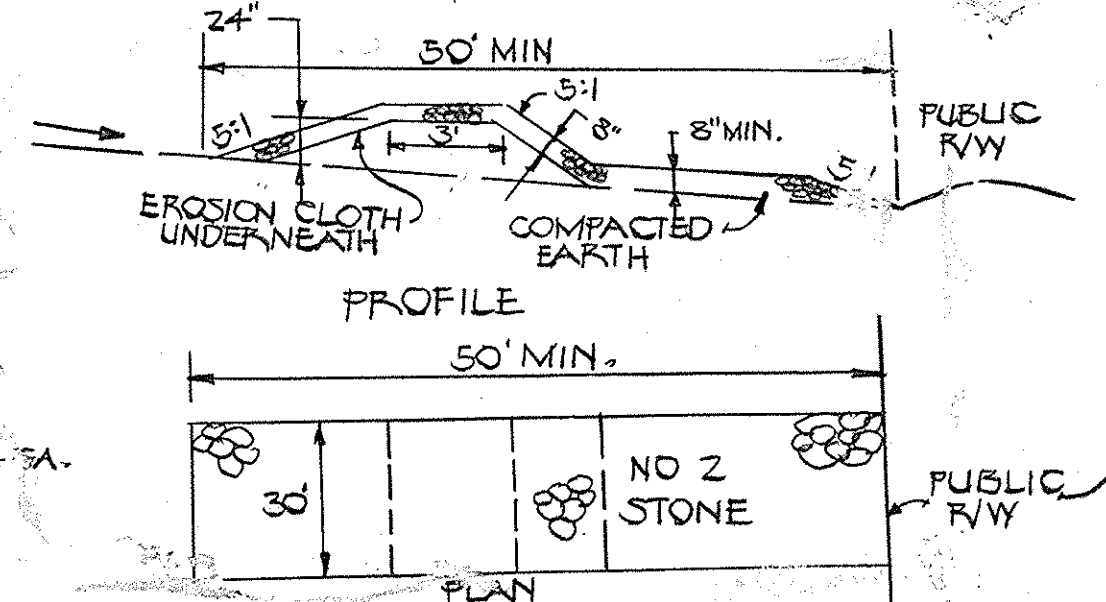 24"
50' MIN
5:1
3'
5:1
8"
8" MIN.
PUBLIC
R/W
EROSION CLOTH
UNDERNEATH
COMPACTED
EARTH
PROFILE
50' MIN.
30'
NO 2
STONE
PUBLIC
R/W
PLAN